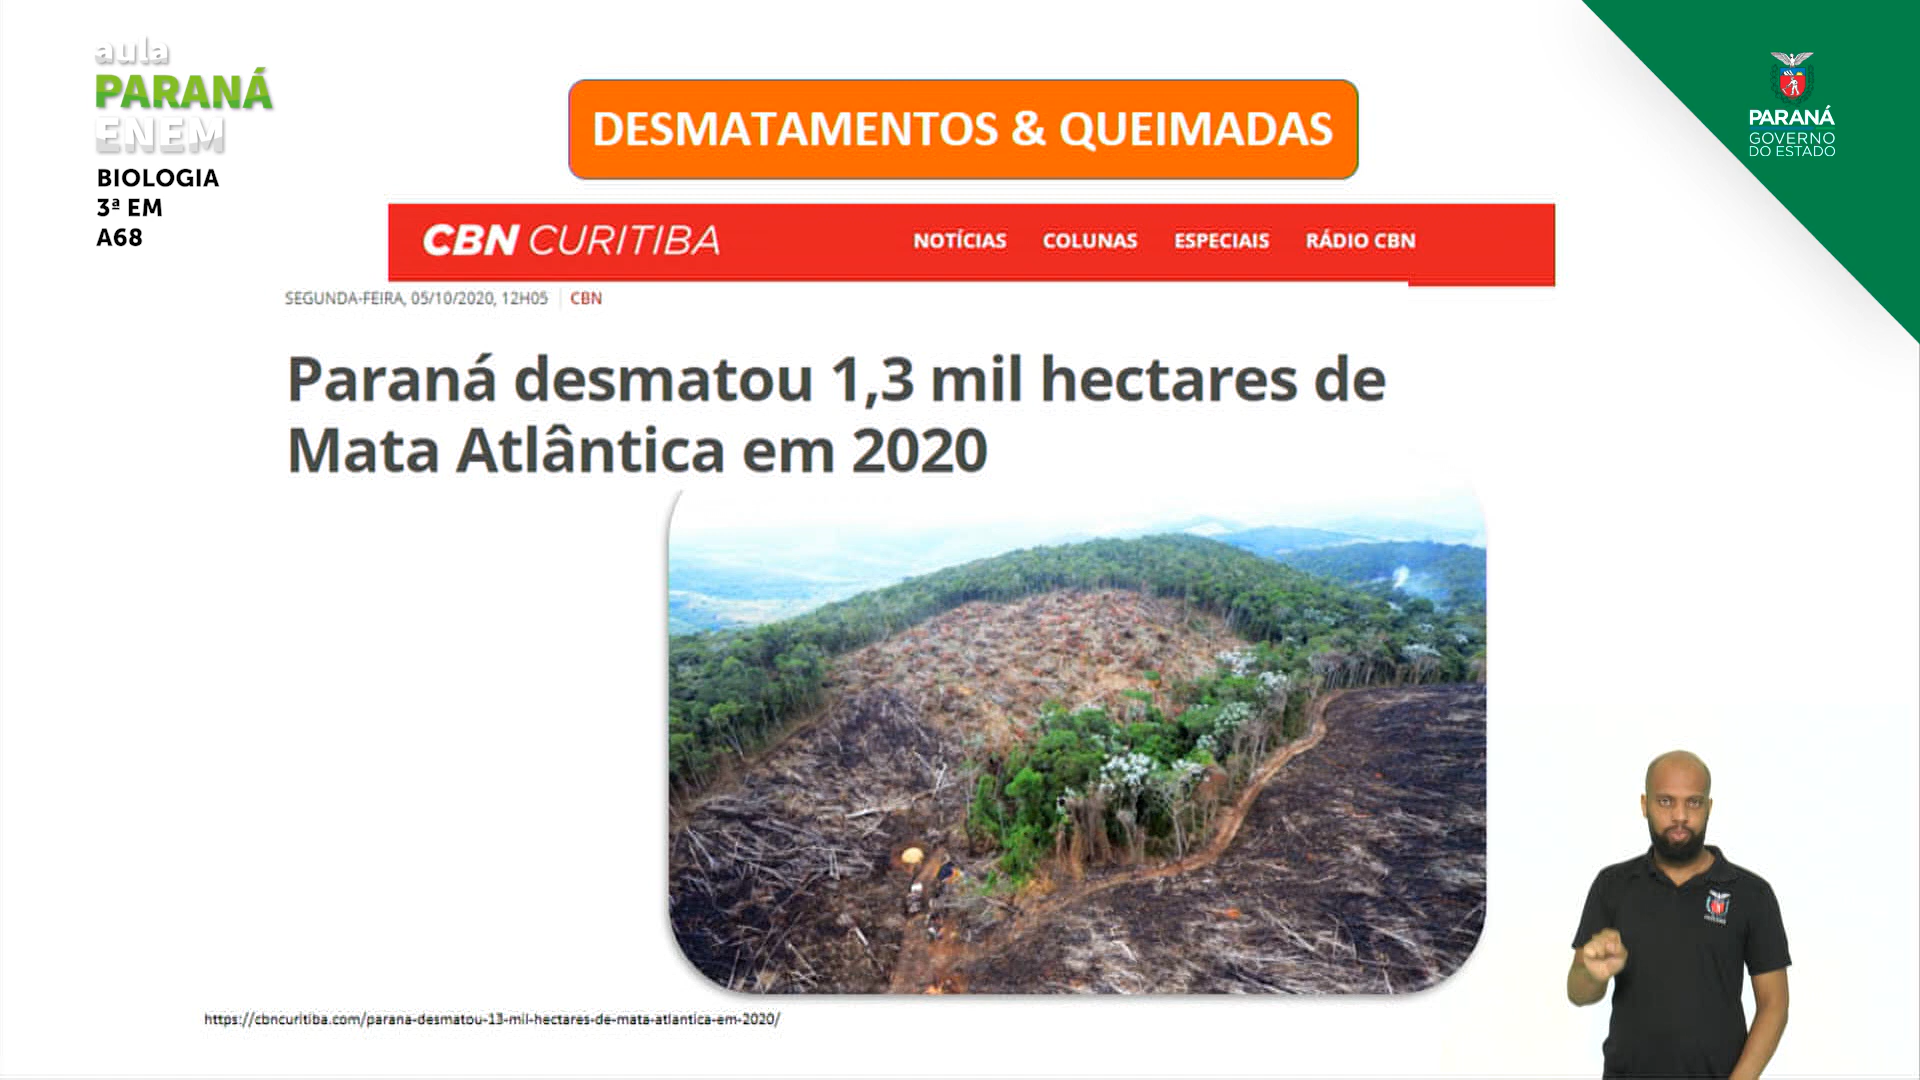 aula
PARANÁ
ENEM
BIOLOGIA
3ª EM
A68
DESMATAMENTOS & QUEIMADAS
PARANÁ
GOVERNO
DO ESTADO
CBN CURITIBA
NOTÍCIAS COLUNAS ESPECIAIS RÁDIO CBN
SEGUNDA-FEIRA, 05/10/2020, 12H05 CBN
Paraná desmatou 1,3 mil hectares de
Mata Atlântica em 2020
https://cbncuritiba.com/parana-desmatou-13-mil-hectares-de-mata-atlantica-em-2020/